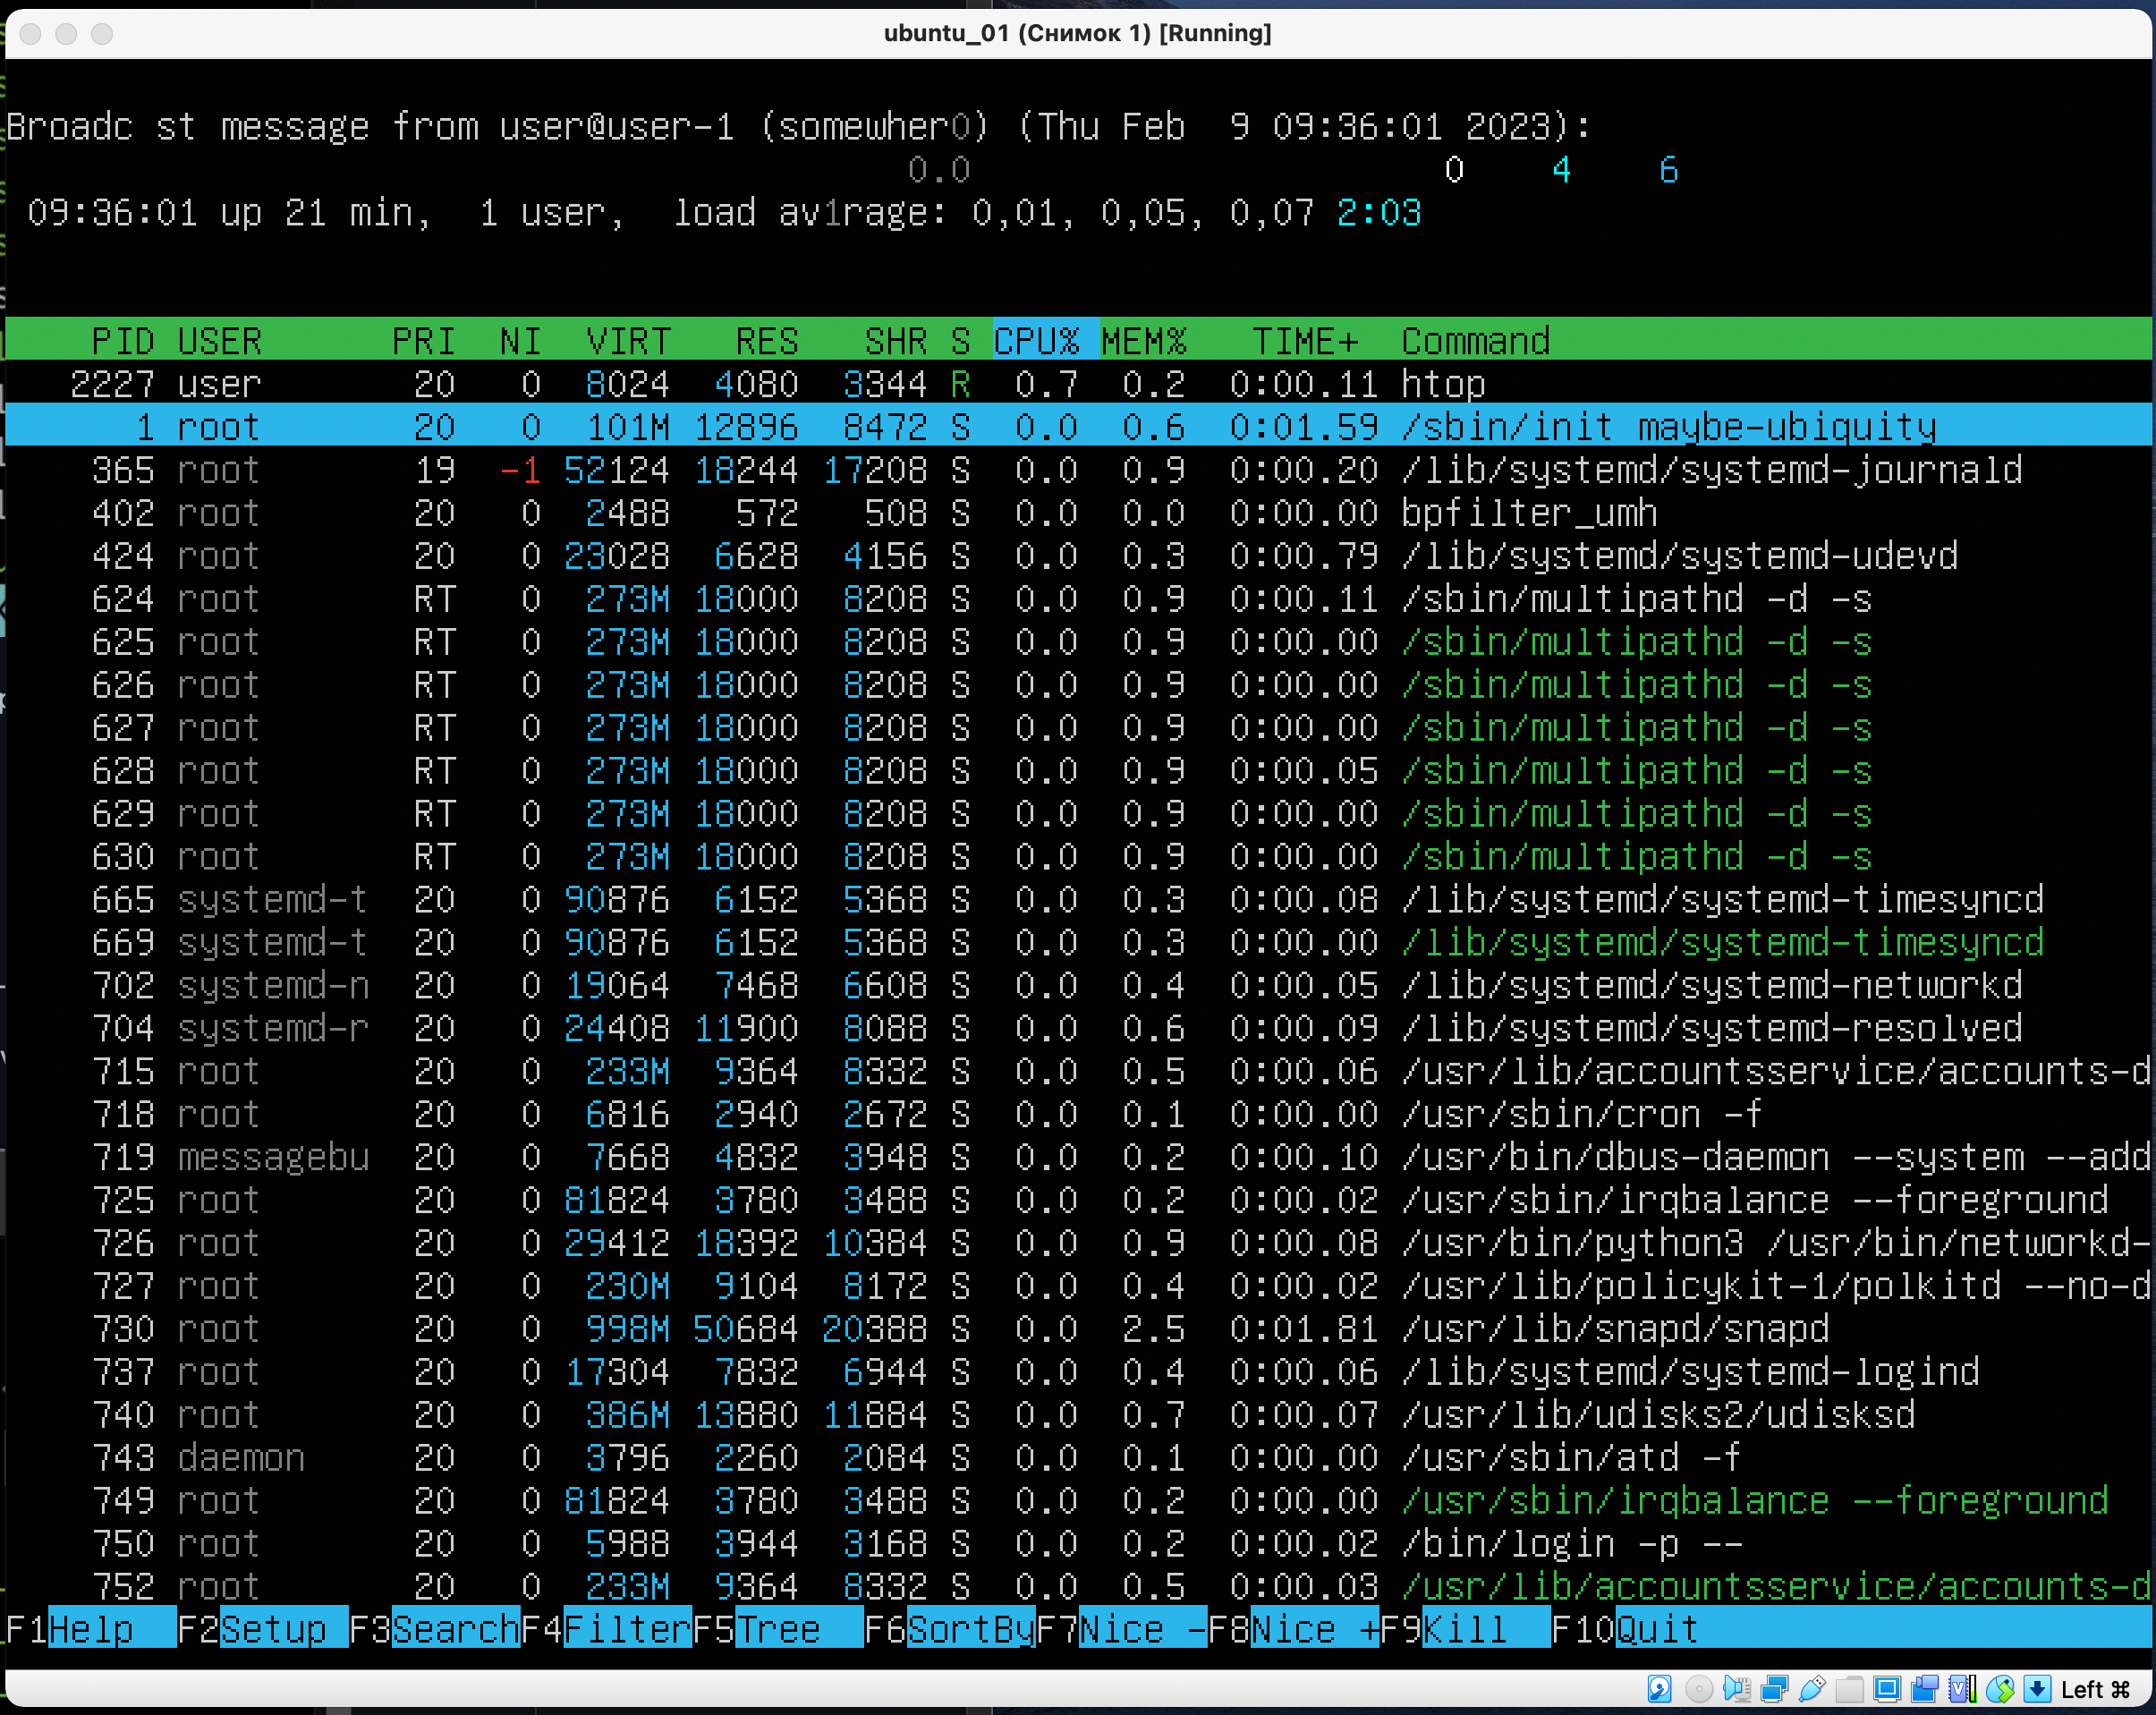 ubuntu_01 (Снимок 1) [Running]
Broadc st message from user@user-1 (somewher0) (Thu Feb  9 09:36:01 2023):
0.0 0 4 6
09:36:01 up 21 min,  1 user,  load av1rage: 0,01, 0,05, 0,07 2:03
PID USER PRI NI VIRT RES SHR S CPU% MEM% TIME+ Command
2227 user 20 0 8024 4080 3344 R 0.7 0.2 0:00.11 htop
1 root 20 0 101M 12896 8472 S 0.0 0.6 0:01.59 /sbin/init maybe-ubiquity
365 root 19 -1 52124 18244 17208 S 0.0 0.9 0:00.20 /lib/systemd/systemd-journald
402 root 20 0 2488 572 508 S 0.0 0.0 0:00.00 bpfilter_umh
424 root 20 0 23028 6628 4156 S 0.0 0.3 0:00.79 /lib/systemd/systemd-udevd
624 root RT 0 273M 18000 8208 S 0.0 0.9 0:00.11 /sbin/multipathd -d -s
625 root RT 0 273M 18000 8208 S 0.0 0.9 0:00.00 /sbin/multipathd -d -s
626 root RT 0 273M 18000 8208 S 0.0 0.9 0:00.00 /sbin/multipathd -d -s
627 root RT 0 273M 18000 8208 S 0.0 0.9 0:00.00 /sbin/multipathd -d -s
628 root RT 0 273M 18000 8208 S 0.0 0.9 0:00.05 /sbin/multipathd -d -s
629 root RT 0 273M 18000 8208 S 0.0 0.9 0:00.00 /sbin/multipathd -d -s
630 root RT 0 273M 18000 8208 S 0.0 0.9 0:00.00 /sbin/multipathd -d -s
665 systemd-t 20 0 90876 6152 5368 S 0.0 0.3 0:00.08 /lib/systemd/systemd-timesyncd
669 systemd-t 20 0 90876 6152 5368 S 0.0 0.3 0:00.00 /lib/systemd/systemd-timesyncd
702 systemd-n 20 0 19064 7468 6608 S 0.0 0.4 0:00.05 /lib/systemd/systemd-networkd
704 systemd-r 20 0 24408 11900 8088 S 0.0 0.6 0:00.09 /lib/systemd/systemd-resolved
715 root 20 0 233M 9364 8332 S 0.0 0.5 0:00.06 /usr/lib/accountsservice/accounts-d
718 root 20 0 6816 2940 2672 S 0.0 0.1 0:00.00 /usr/sbin/cron -f
719 messagebu 20 0 7668 4832 3948 S 0.0 0.2 0:00.10 /usr/bin/dbus-daemon --system --add
725 root 20 0 81824 3780 3488 S 0.0 0.2 0:00.02 /usr/sbin/irqbalance --foreground
726 root 20 0 29412 18392 10384 S 0.0 0.9 0:00.08 /usr/bin/python3 /usr/bin/networkd-
727 root 20 0 230M 9104 8172 S 0.0 0.4 0:00.02 /usr/lib/policykit-1/polkitd --no-d
730 root 20 0 998M 50684 20388 S 0.0 2.5 0:01.81 /usr/lib/snapd/snapd
737 root 20 0 17304 7832 6944 S 0.0 0.4 0:00.06 /lib/systemd/systemd-logind
740 root 20 0 386M 13880 11884 S 0.0 0.7 0:00.07 /usr/lib/udisks2/udisksd
743 daemon 20 0 3796 2260 2084 S 0.0 0.1 0:00.00 /usr/sbin/atd -f
749 root 20 0 81824 3780 3488 S 0.0 0.2 0:00.00 /usr/sbin/irqbalance --foreground
750 root 20 0 5988 3944 3168 S 0.0 0.2 0:00.02 /bin/login -p --
752 root 20 0 233M 9364 8332 S 0.0 0.5 0:00.03 /usr/lib/accountsservice/accounts-d
F1Help F2Setup F3SearchF4FilterF5Tree F6SortByF7Nice -F8Nice +F9Kill F10Quit
Left ⌘